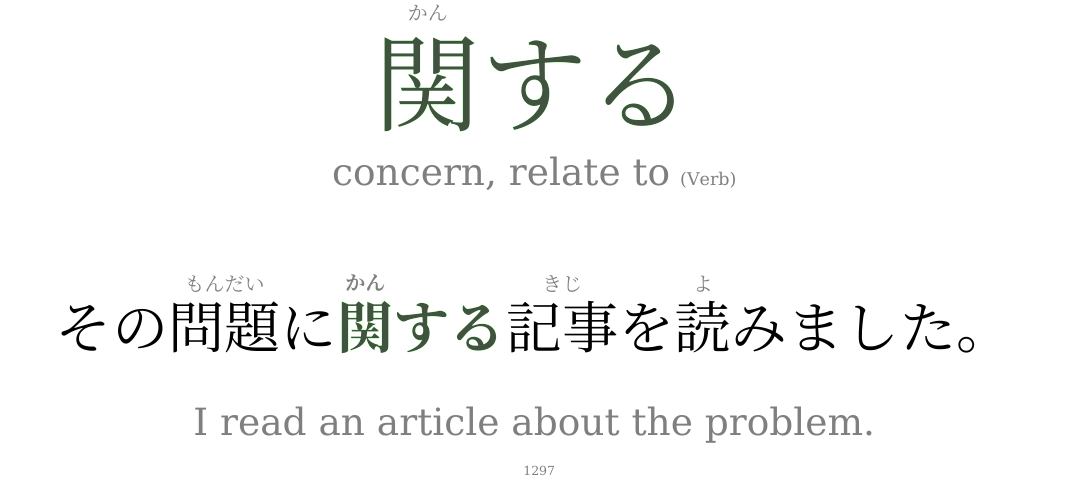 かん
関する
concern, relate to (Verb)
もんだい かん きじ よ
その問題に関する記事を読みました。
I read an article about the problem.
1297